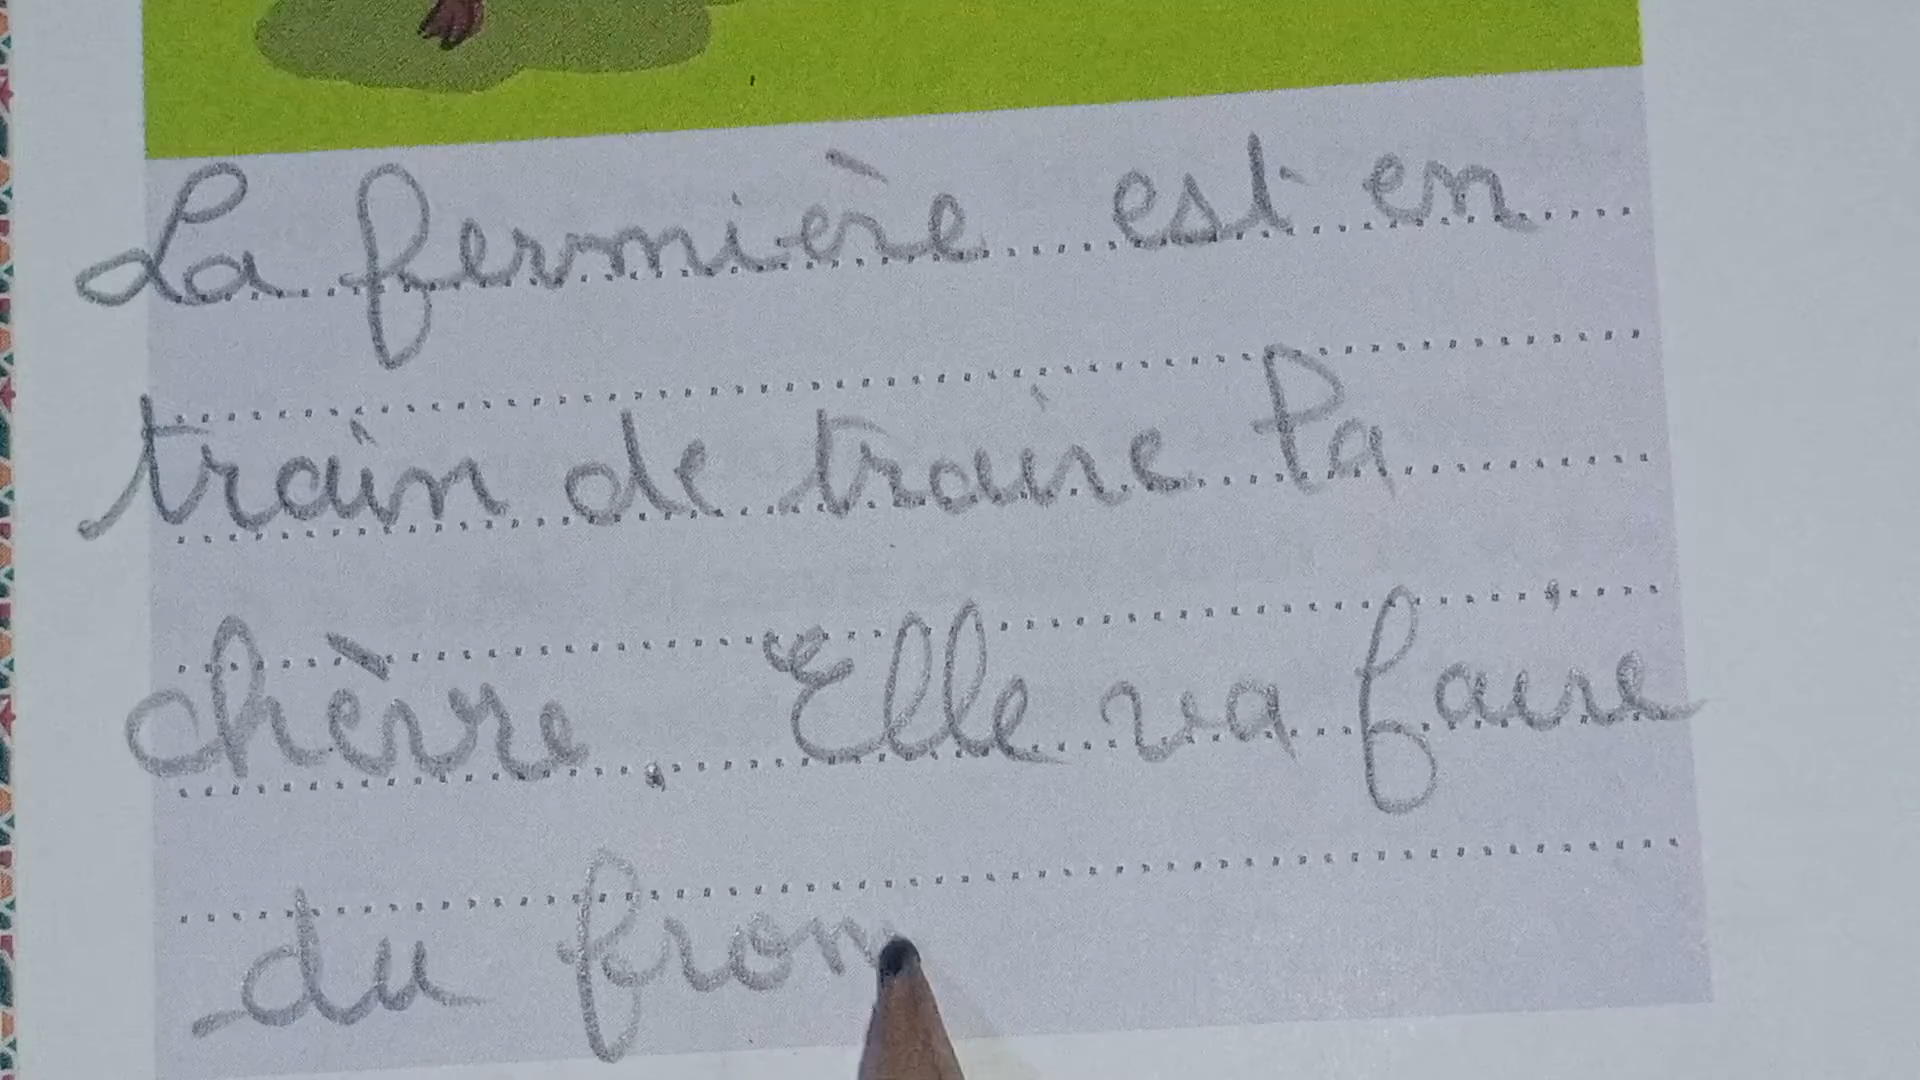 La fermière est en
train de traire la
chèvre. Elle va faire
du from